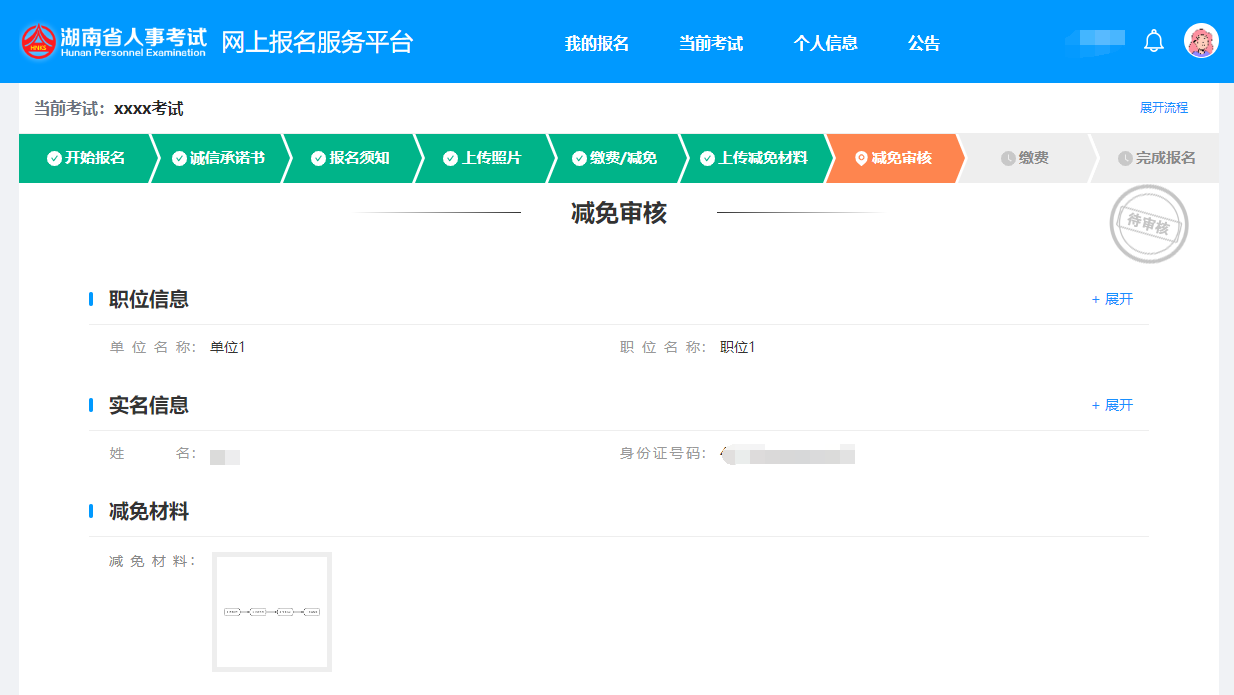 湖南省人事考试 网上报名服务平台 我的报名 当前考试 个人信息 公告
HNKS Hunan Personnel Examination
当前考试：xxxx考试 展开流程
开始报名 诚信承诺书 报名须知 上传照片 缴费/减免 上传减免材料 减免审核 缴费 完成报名
减免审核
待审核
职位信息 + 展开
单位名称： 单位1 职位名称： 职位1
实名信息 + 展开
姓名： 身份证号码：
减免材料
减免材料：